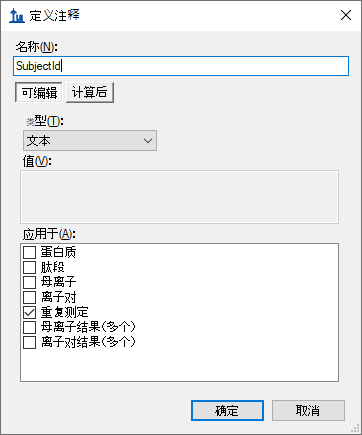 定义注释
名称(N):
SubjectId
可编辑 计算后
类型(T):
文本
值(V):
应用于(A):
蛋白质
肽段
母离子
离子对
重复测定
母离子结果(多个)
离子对结果(多个)
确定 取消